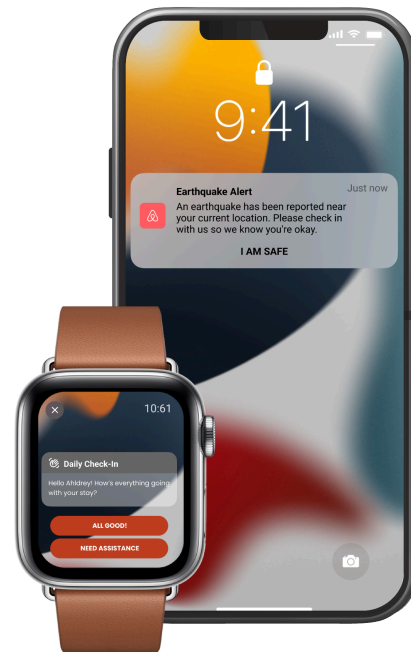 9:41
Earthquake Alert
Just now
An earthquake has been reported near
your current location. Please check in
with us so we know you're okay.
I AM SAFE
10:61
Daily Check-In
Hello Ahldrey! How's everything going
with your stay?
ALL GOOD!
NEED ASSISTANCE